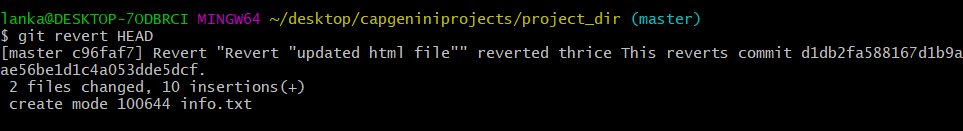 lanka@DESKTOP-7ODBRCI MINGW64 ~/desktop/capgeniniprojects/project_dir (master)
$ git revert HEAD
[master c96faf7] Revert "Revert "updated html file"" reverted thrice This reverts commit d1db2fa588167d1b9a
ae56be1d1c4a053dde5dcf.
 2 files changed, 10 insertions(+)
 create mode 100644 info.txt